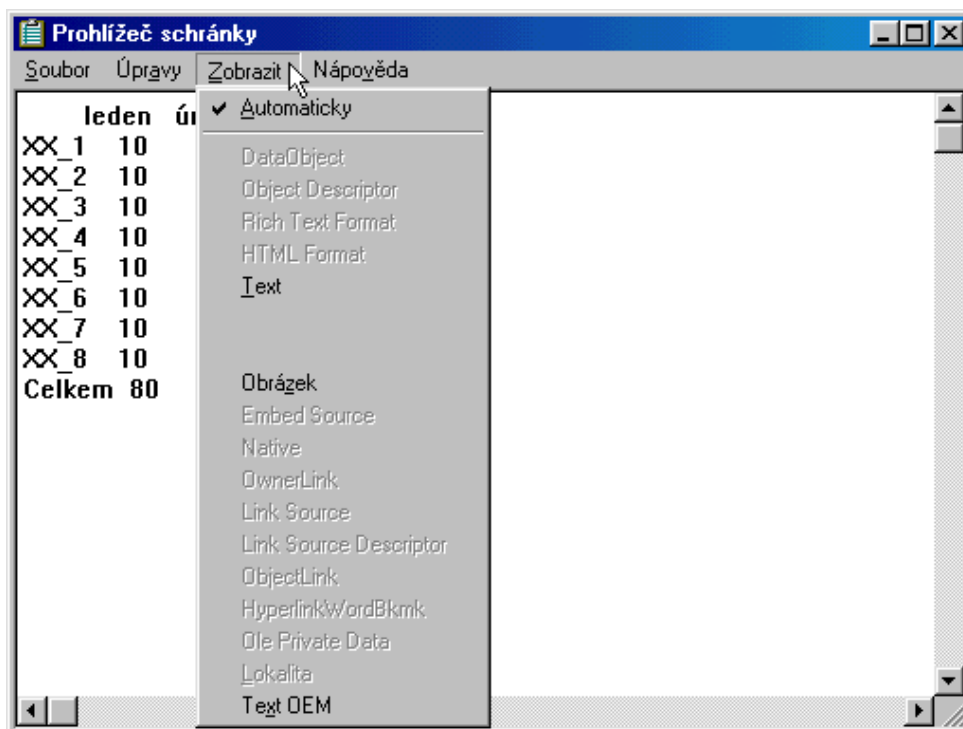 Prohlížeč schránky
Soubor Úpravy Zobrazit Nápověda
leden
XX_1 10
XX_2 10
XX_3 10
XX_4 10
XX_5 10
XX_6 10
XX_7 10
XX_8 10
Celkem 80
Automaticky
DataObject
Object Descriptor
Rich Text Format
HTML Format
Text
Obrázek
Embed Source
Native
OwnerLink
Link Source
Link Source Descriptor
ObjectLink
HyperlinkWordBkmk
Ole Private Data
Lokalita
Text OEM